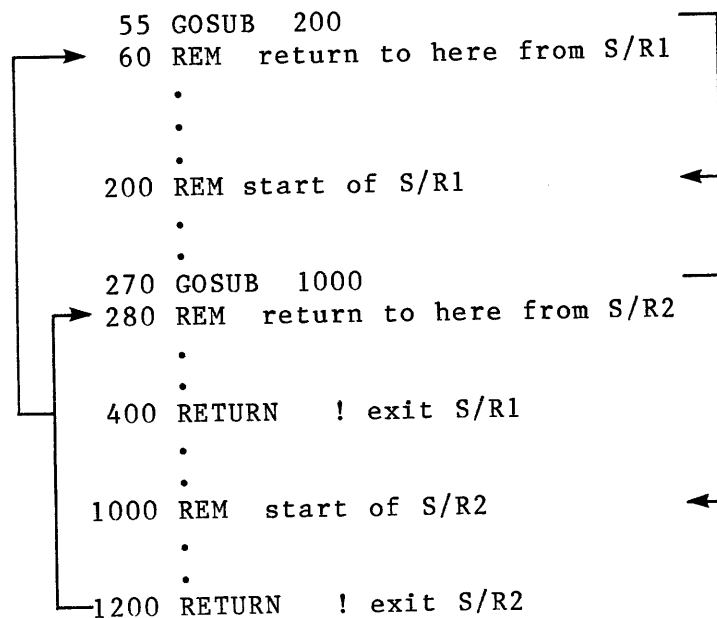 55 GOSUB 200
60 REM return to here from S/R1
.
.
.
200 REM start of S/R1
.
.
270 GOSUB 1000
280 REM return to here from S/R2
.
.
400 RETURN ! exit S/R1
.
.
1000 REM start of S/R2
.
.
1200 RETURN ! exit S/R2